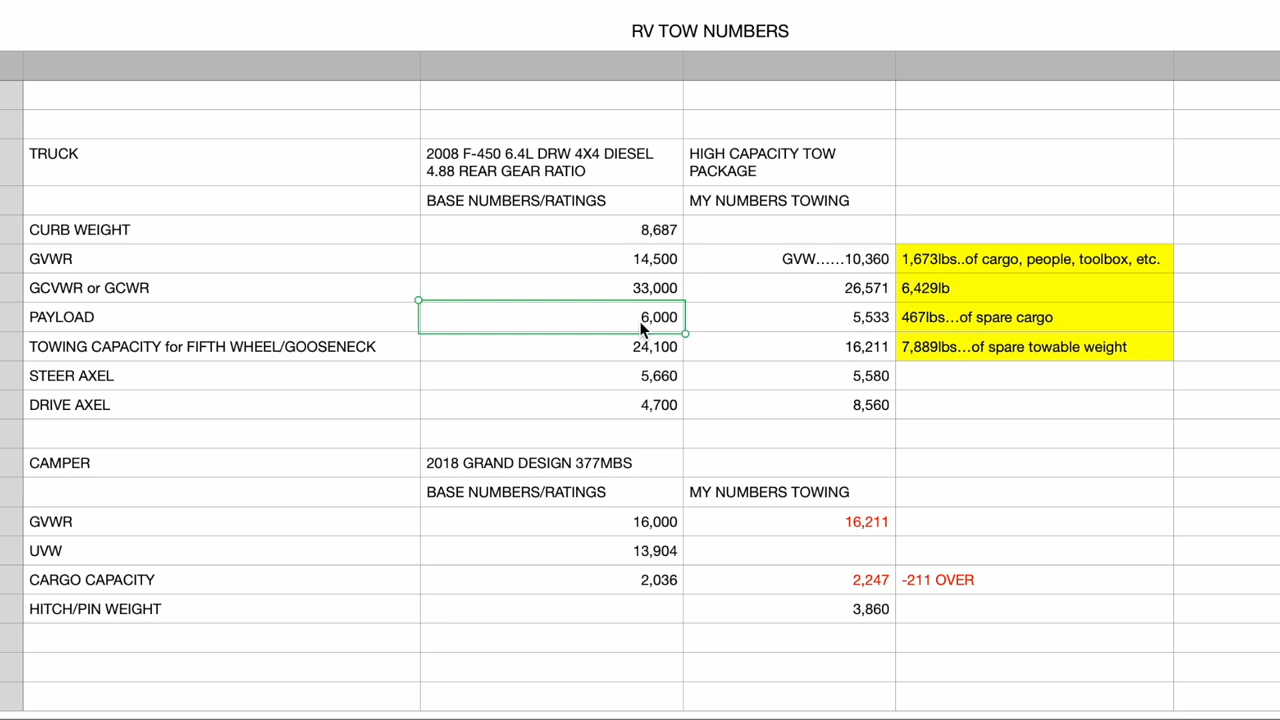 RV TOW NUMBERS
TRUCK
2008 F-450 6.4L DRW 4X4 DIESEL
4.88 REAR GEAR RATIO
HIGH CAPACITY TOW
PACKAGE
BASE NUMBERS/RATINGS MY NUMBERS TOWING
CURB WEIGHT 8,687
GVWR 14,500 GVW......10,360 1,673lbs..of cargo, people, toolbox, etc.
GCVWR or GCWR 33,000 26,571 6,429lb
PAYLOAD 6,000 5,533 467lbs...of spare cargo
TOWING CAPACITY for FIFTH WHEEL/GOOSENECK 24,100 16,211 7,889lbs...of spare towable weight
STEER AXEL 5,660 5,580
DRIVE AXEL 4,700 8,560
CAMPER 2018 GRAND DESIGN 377MBS
BASE NUMBERS/RATINGS MY NUMBERS TOWING
GVWR 16,000 16,211
UVW 13,904
CARGO CAPACITY 2,036 2,247 -211 OVER
HITCH/PIN WEIGHT 3,860